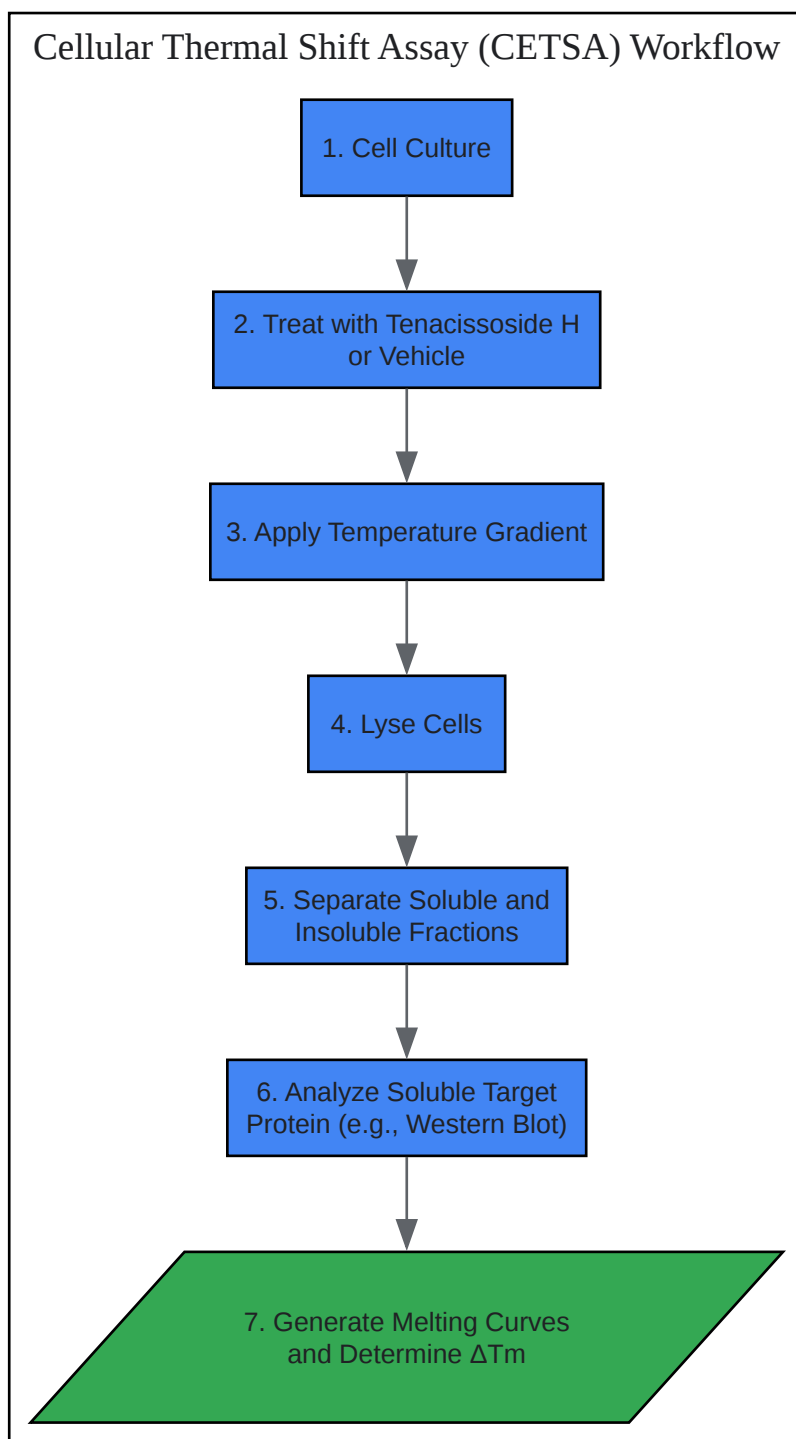 Cellular Thermal Shift Assay (CETSA) Workflow
1. Cell Culture
2. Treat with Tenacissoside H
or Vehicle
3. Apply Temperature Gradient
4. Lyse Cells
5. Separate Soluble and
Insoluble Fractions
6. Analyze Soluble Target
Protein (e.g., Western Blot)
7. Generate Melting Curves
and Determine ΔTm